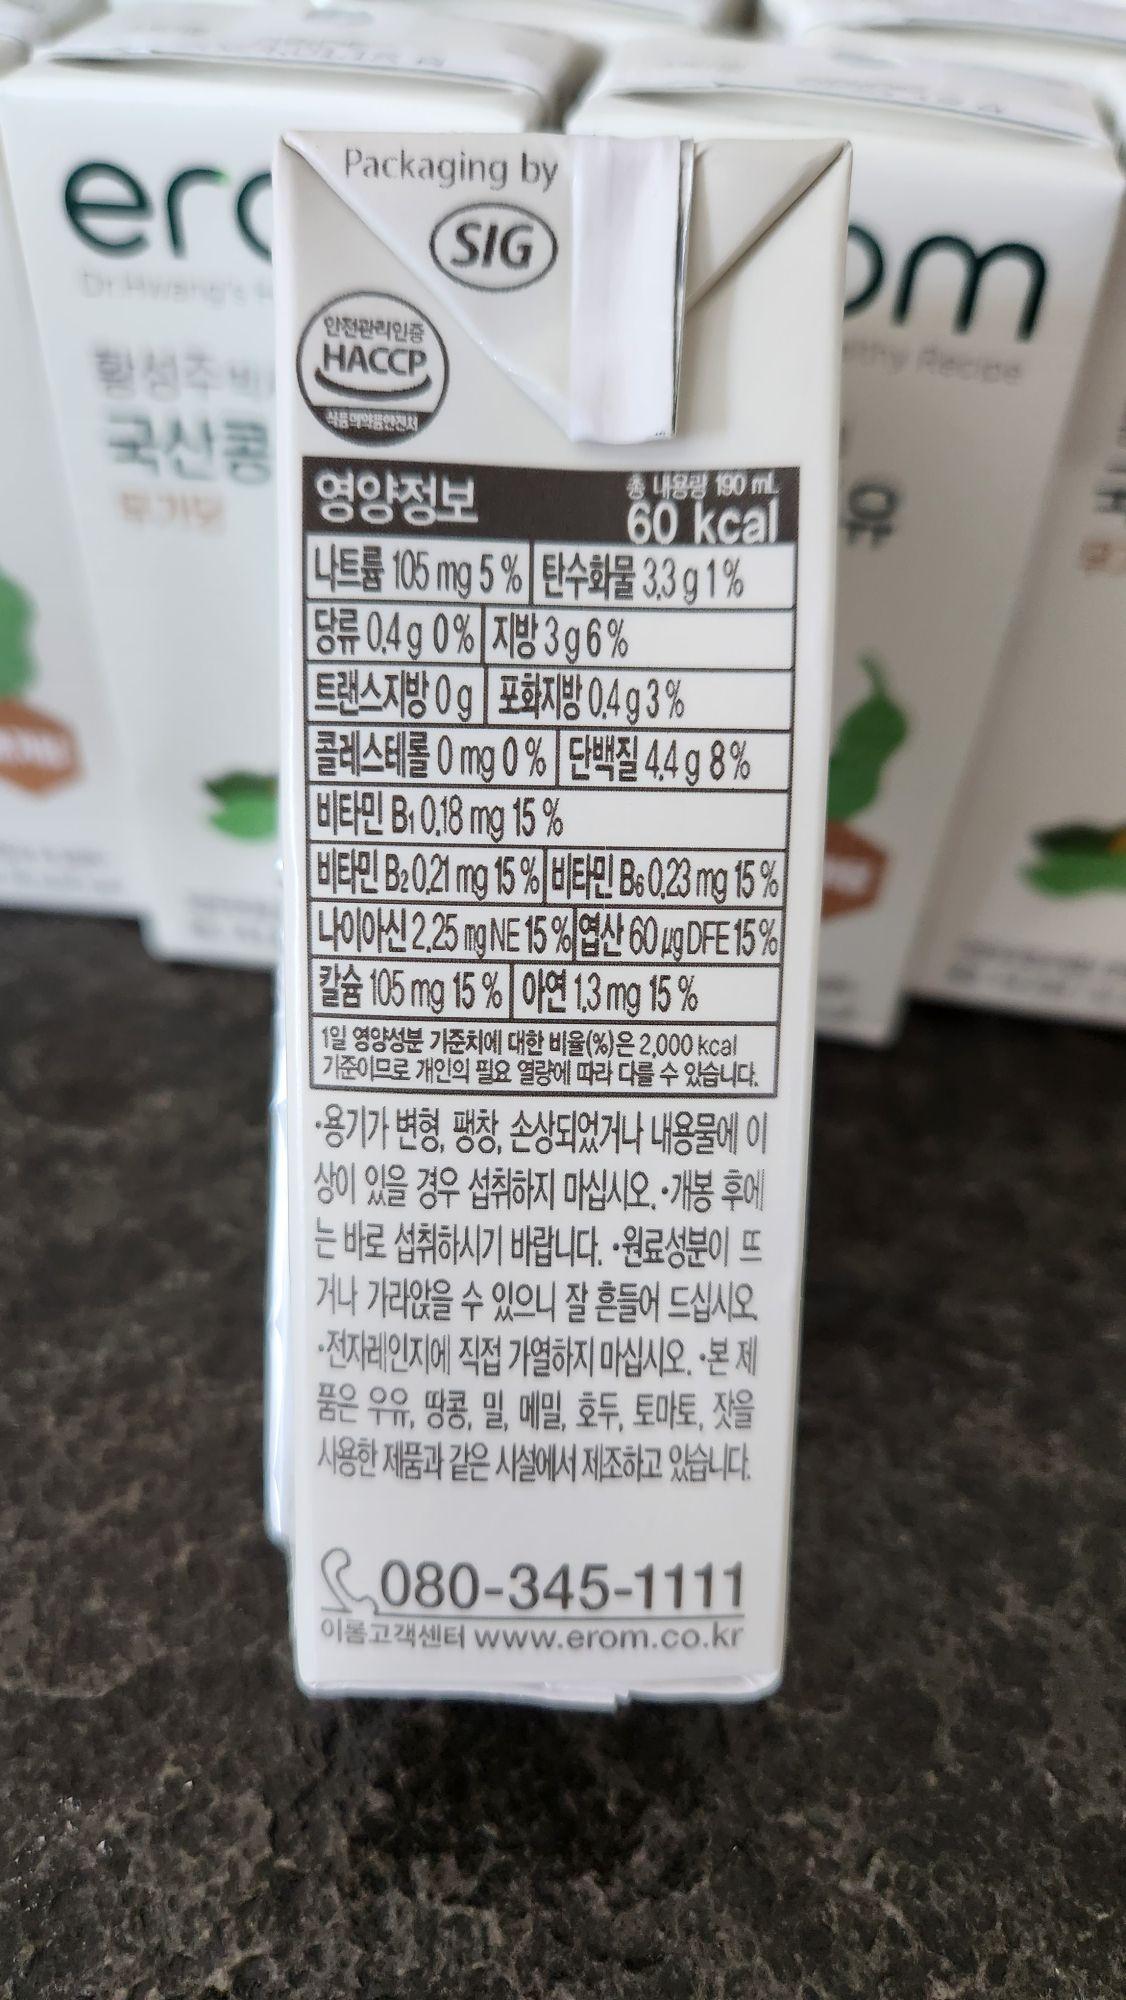 Packaging by
SIG
안전관리인증
HACCP
식품의약품안전처
영양정보
총 내용량 190 mL
60 kcal
나트륨 105 mg 5 % 탄수화물 3.3 g 1 %
당류 0.4 g 0 % 지방 3 g 6 %
트랜스지방 0 g 포화지방 0.4 g 3 %
콜레스테롤 0 mg 0 % 단백질 4.4 g 8 %
비타민 B1 0.18 mg 15 %
비타민 B2 0.21 mg 15 % 비타민 B6 0.23 mg 15 %
나이아신 2.25 mg NE 15 % 엽산 60 μg DFE 15 %
칼슘 105 mg 15 % 아연 1.3 mg 15 %
1일 영양성분 기준치에 대한 비율(%)은 2,000 kcal
기준이므로 개인의 필요 열량에 따라 다를 수 있습니다.
•용기가 변형, 팽창, 손상되었거나 내용물에 이
상이 있을 경우 섭취하지 마십시오. •개봉 후에
는 바로 섭취하시기 바랍니다. •원료성분이 뜨
거나 가라앉을 수 있으니 잘 흔들어 드십시오.
•전자레인지에 직접 가열하지 마십시오. •본 제
품은 우유, 땅콩, 밀, 메밀, 호두, 토마토, 잣을
사용한 제품과 같은 시설에서 제조하고 있습니다.
080-345-1111
이롬고객센터 www.erom.co.kr
ero
Dr.Hwang's
황성주
국산콩
무가당
om
Recipe
유